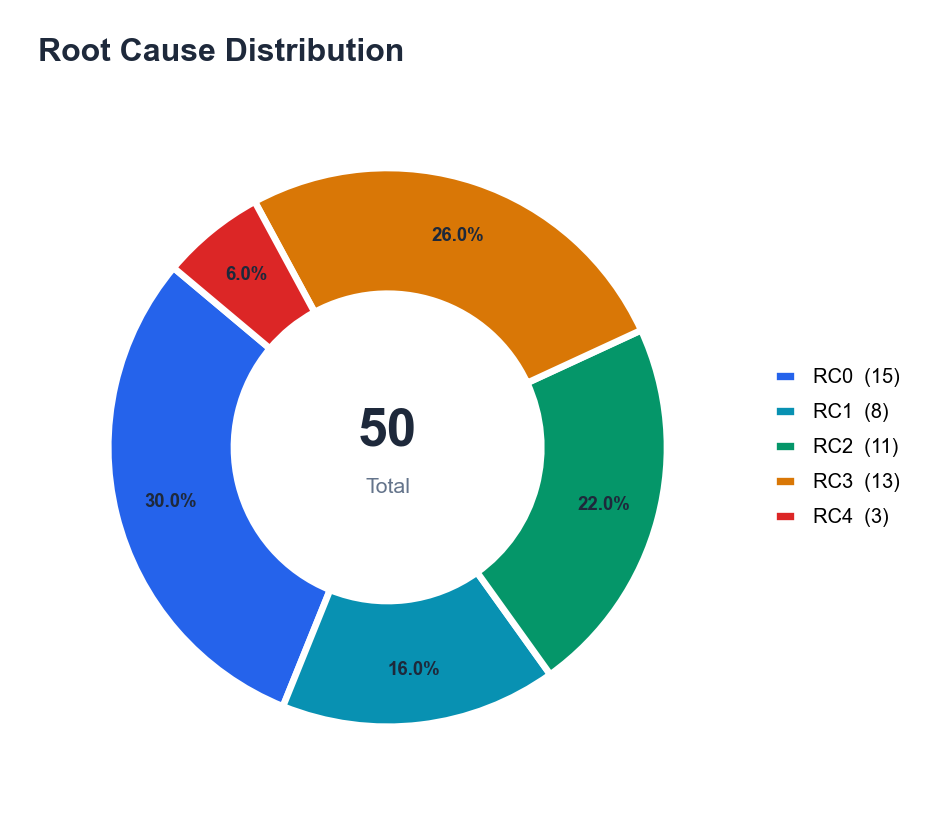 Root Cause Distribution
26.0%
6.0%
30.0%
22.0%
16.0%
50
Total
RC0 (15)
RC1 (8)
RC2 (11)
RC3 (13)
RC4 (3)